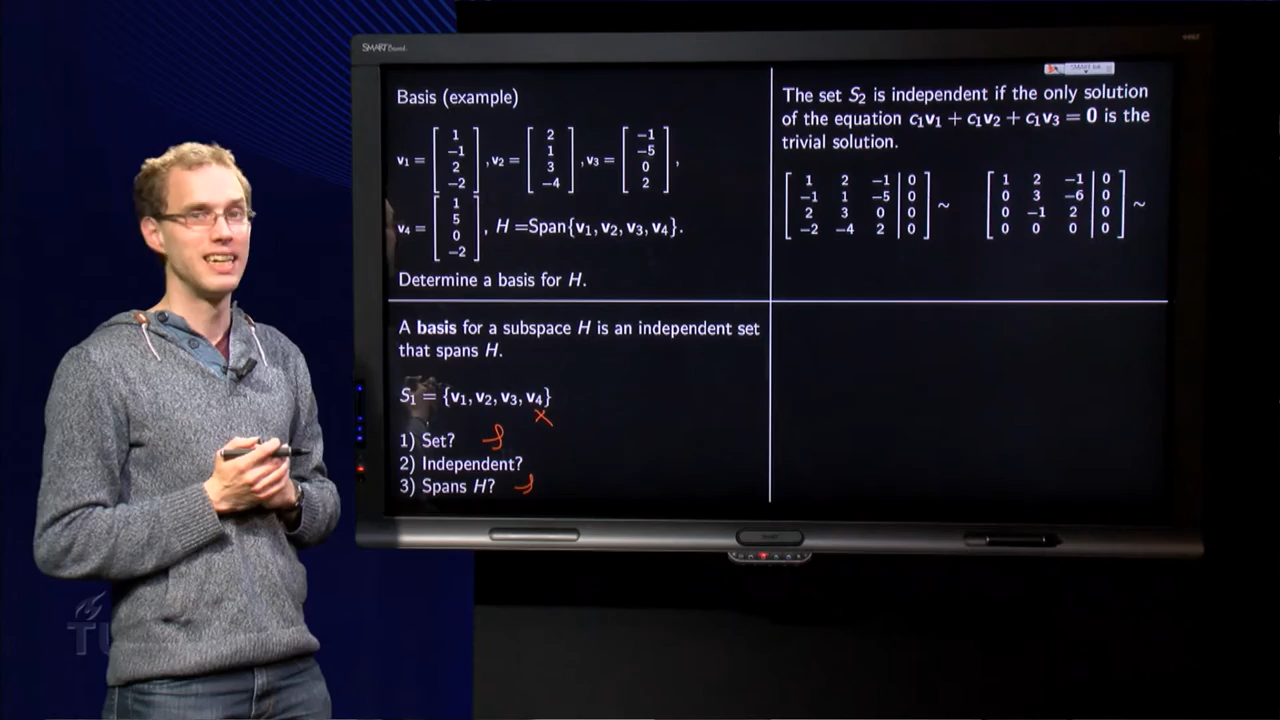 SMART Board
Basis (example)
v₁ = [1 −1 2 −2], v₂ = [2 1 3 −4], v₃ = [−1 −5 0 2],
v₄ = [1 5 0 −2], H =Span{v₁, v₂, v₃, v₄}.
Determine a basis for H.
A basis for a subspace H is an independent set
that spans H.
S₁ = {v₁, v₂, v₃, v₄}
1) Set?
2) Independent?
3) Spans H?
The set S₂ is independent if the only solution
of the equation c₁v₁ + c₁v₂ + c₁v₃ = 0 is the
trivial solution.
[1 2 −1 | 0] [1 2 −1 | 0]
[−1 1 −5 | 0] ~ [0 3 −6 | 0] ~
[2 3 0 | 0] [0 −1 2 | 0]
[−2 −4 2 | 0] [0 0 0 | 0]
SMART
TU